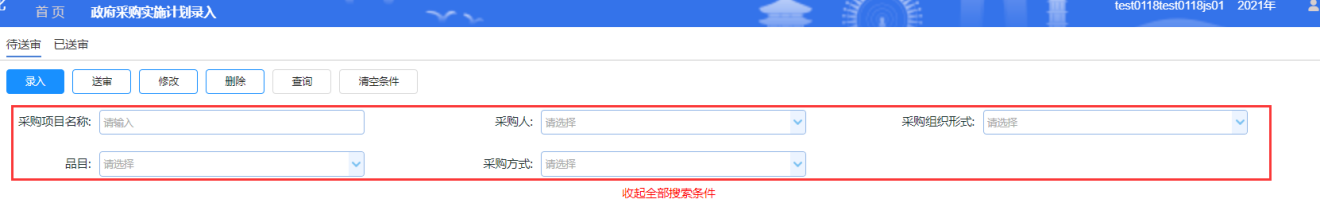 首页 政府采购实施计划录入 test0118test0118js01 2021年
待送审 已送审
录入 送审 修改 删除 查询 清空条件
采购项目名称: 请输入 采购人: 请选择 采购组织形式: 请选择
品目: 请选择 采购方式: 请选择
收起全部搜索条件